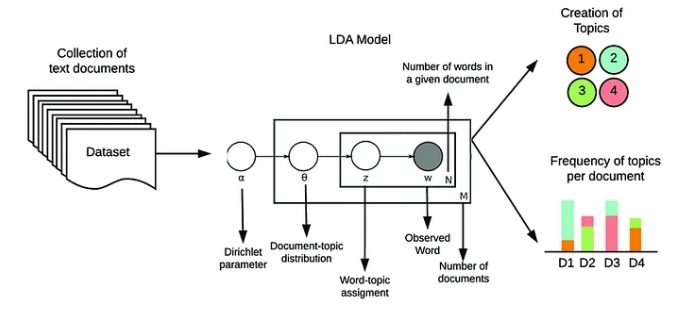 Collection of
text documents
Dataset
LDA Model
Number of words in
a given document
α
θ
z
w
N
M
Dirichlet
parameter
Document-topic
distribution
Word-topic
assigment
Observed
Word
Number of
documents
Creation of
Topics
1
2
3
4
Frequency of topics
per document
D1 D2 D3 D4